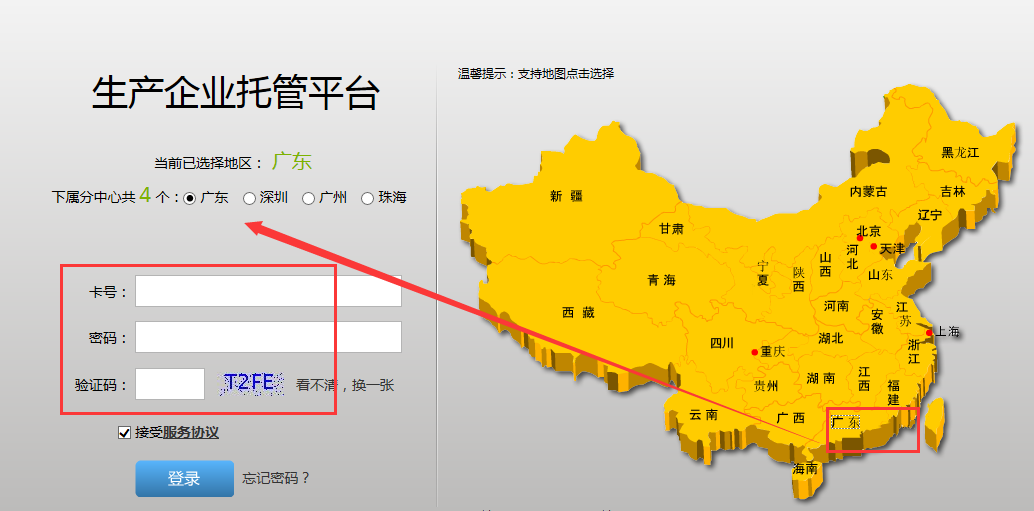 生产企业托管平台
当前已选择地区： 广东
下属分中心共 4 个： 广东 深圳 广州 珠海
卡号：
密码：
验证码： T2FE 看不清，换一张
接受服务协议
登录 忘记密码？
温馨提示：支持地图点击选择
黑龙江
新 疆
内蒙古
吉林
辽宁
甘肃
北京
天津
河北
山西
宁夏
陕西
山东
青 海
河南
江苏
西 藏
安徽
上海
四川
湖北
浙江
重庆
贵州
湖 南
江西
福建
云 南
广 西
广 东
海南